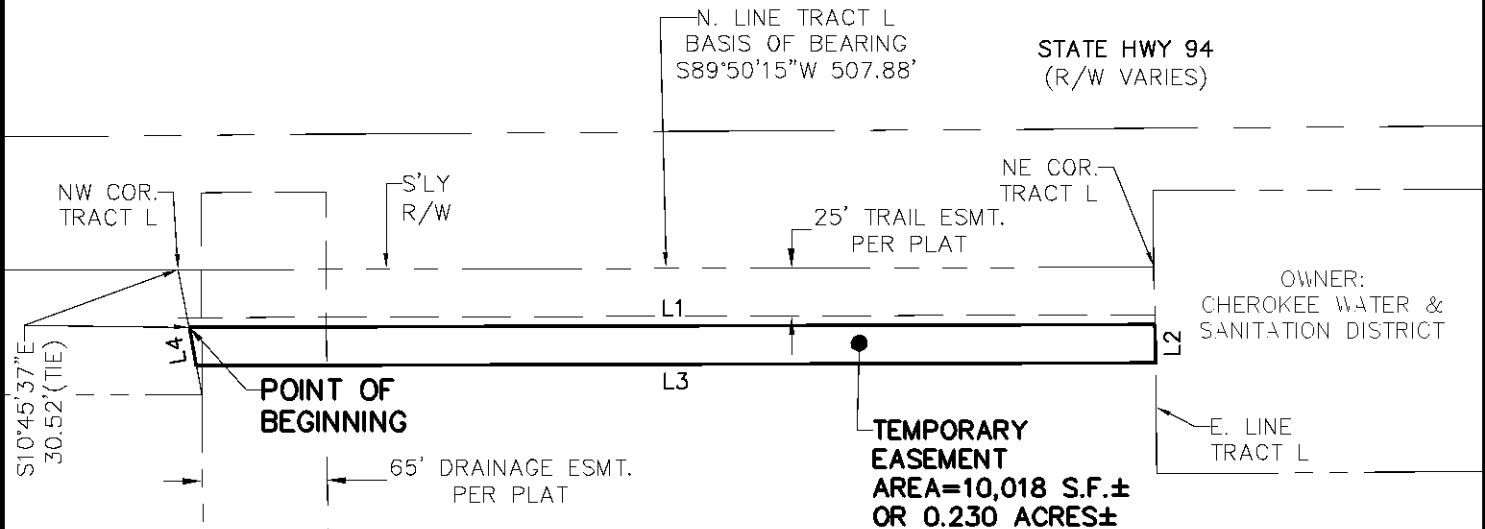 N. LINE TRACT L
BASIS OF BEARING
S89°50'15"W 507.88'
STATE HWY 94
(R/W VARIES)
NW COR.
TRACT L
S'LY
R/W
25' TRAIL ESMT.
PER PLAT
NE COR.
TRACT L
OWNER:
CHEROKEE WATER &
SANITATION DISTRICT
L1
L2
L3
L4
S10°45'37"E
30.52'(TIE)
POINT OF
BEGINNING
65' DRAINAGE ESMT.
PER PLAT
TEMPORARY
EASEMENT
AREA=10,018 S.F.±
OR 0.230 ACRES±
E. LINE
TRACT L